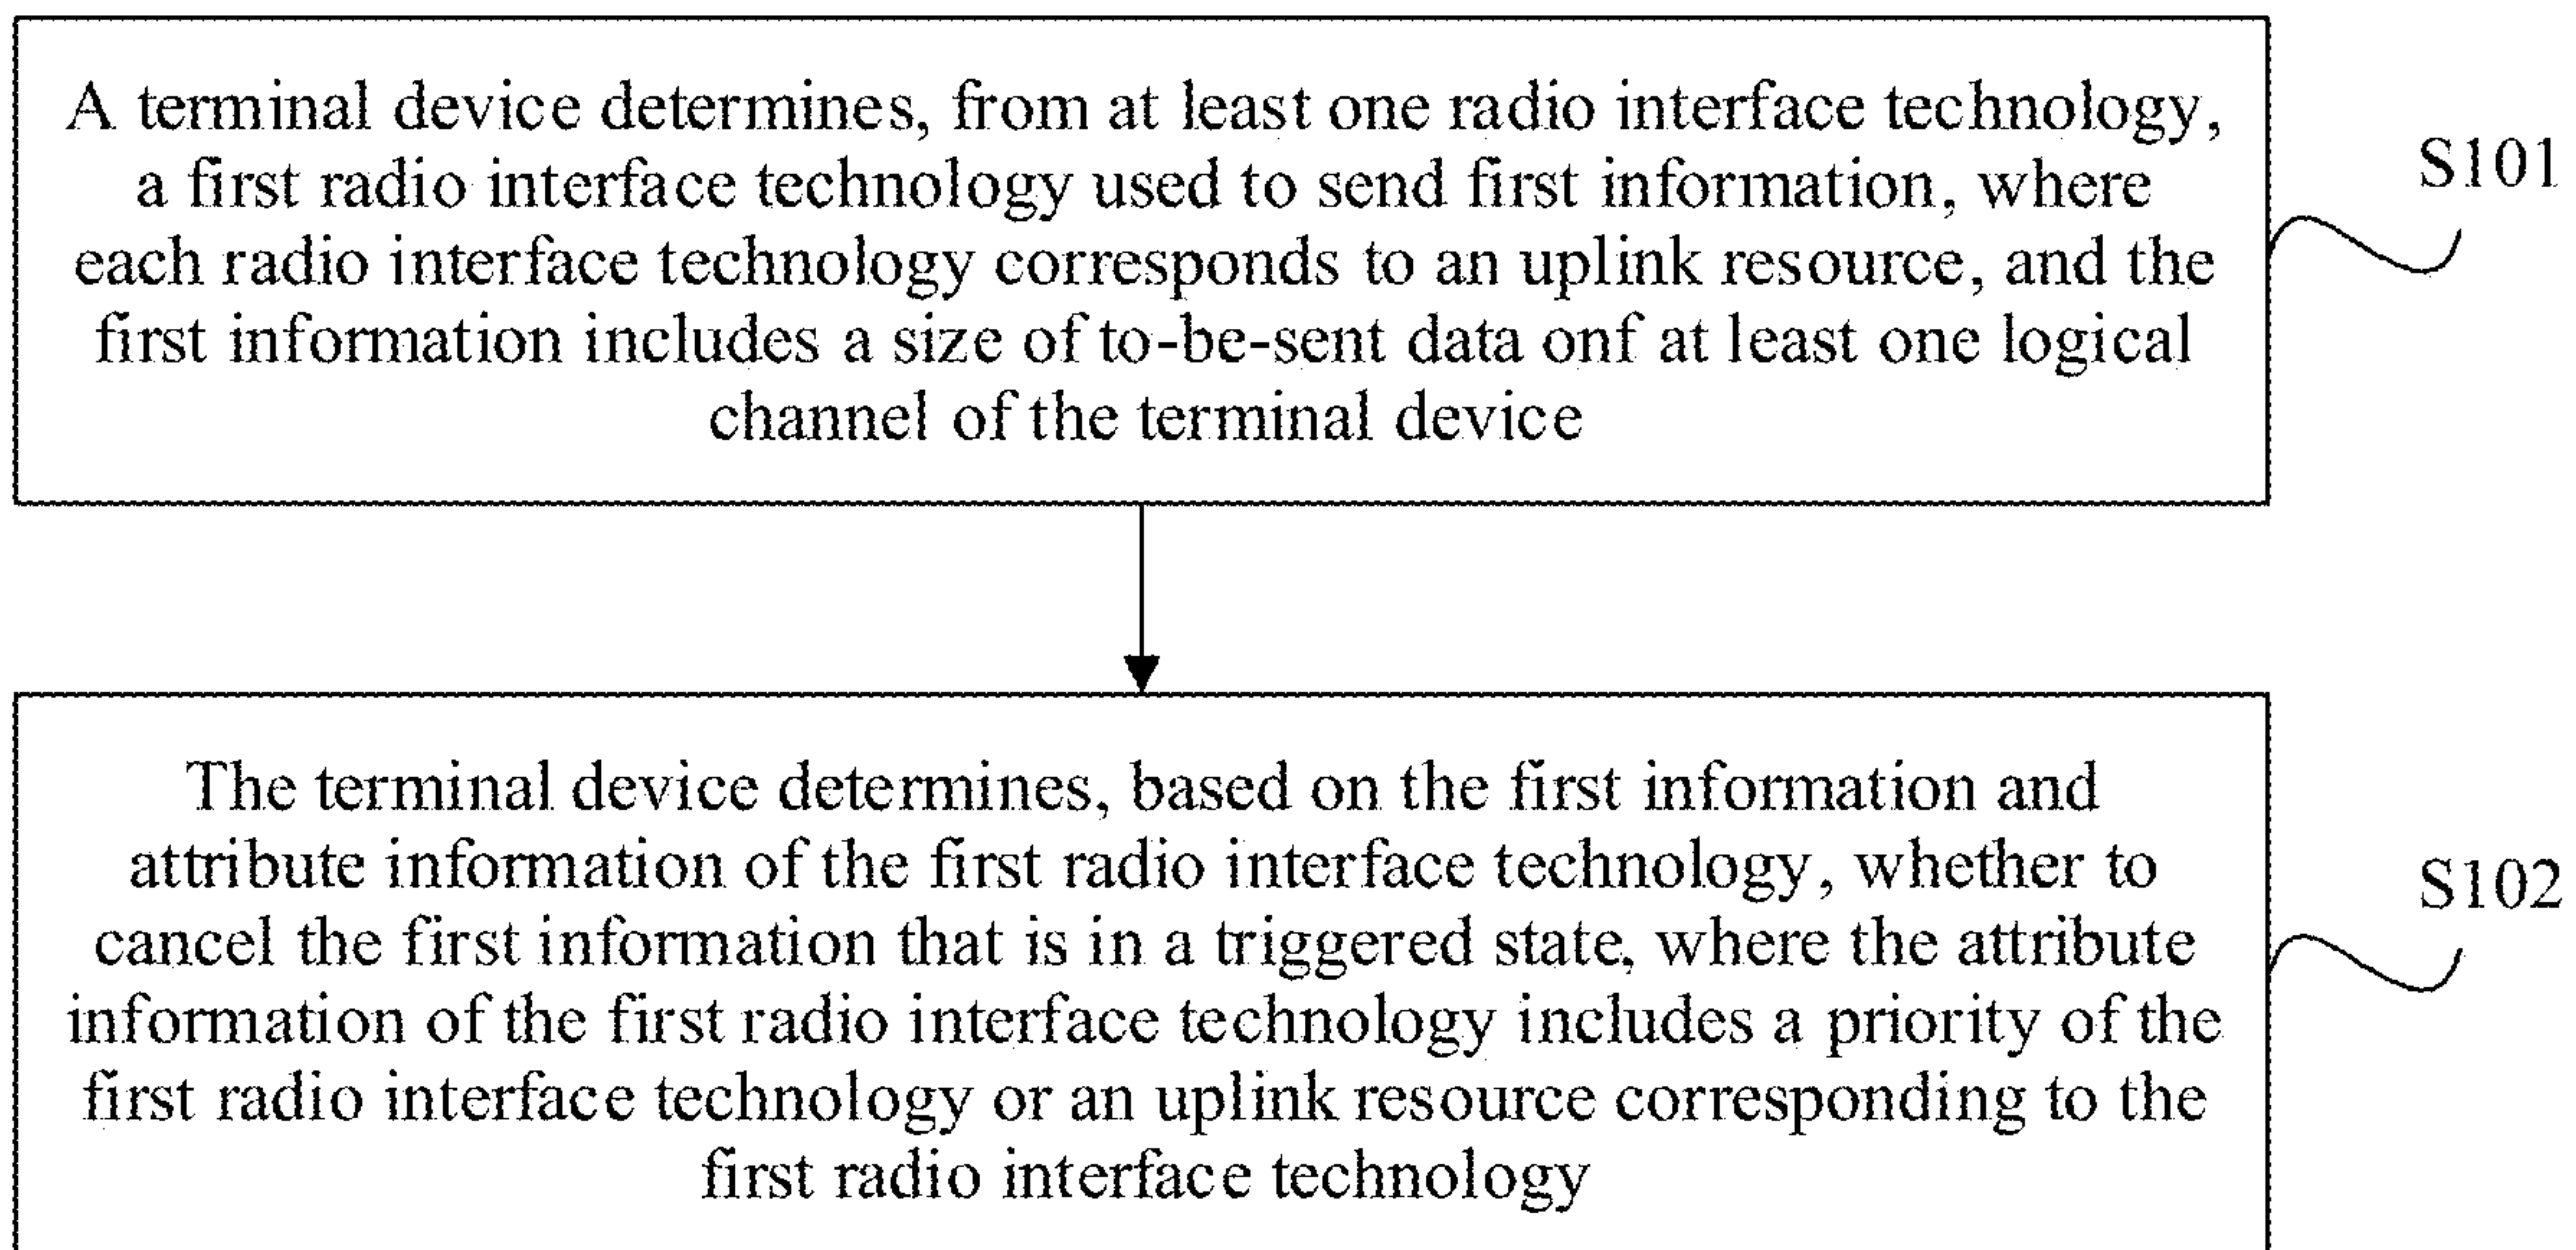 A terminal device determines, from at least one radio interface technology,
a first radio interface technology used to send first information, where
each radio interface technology corresponds to an uplink resource, and the
first information includes a size of to-be-sent data onf at least one logical
channel of the terminal device
S101
The terminal device determines, based on the first information and
attribute information of the first radio interface technology, whether to
cancel the first information that is in a triggered state, where the attribute
information of the first radio interface technology includes a priority of the
first radio interface technology or an uplink resource corresponding to the
first radio interface technology
S102